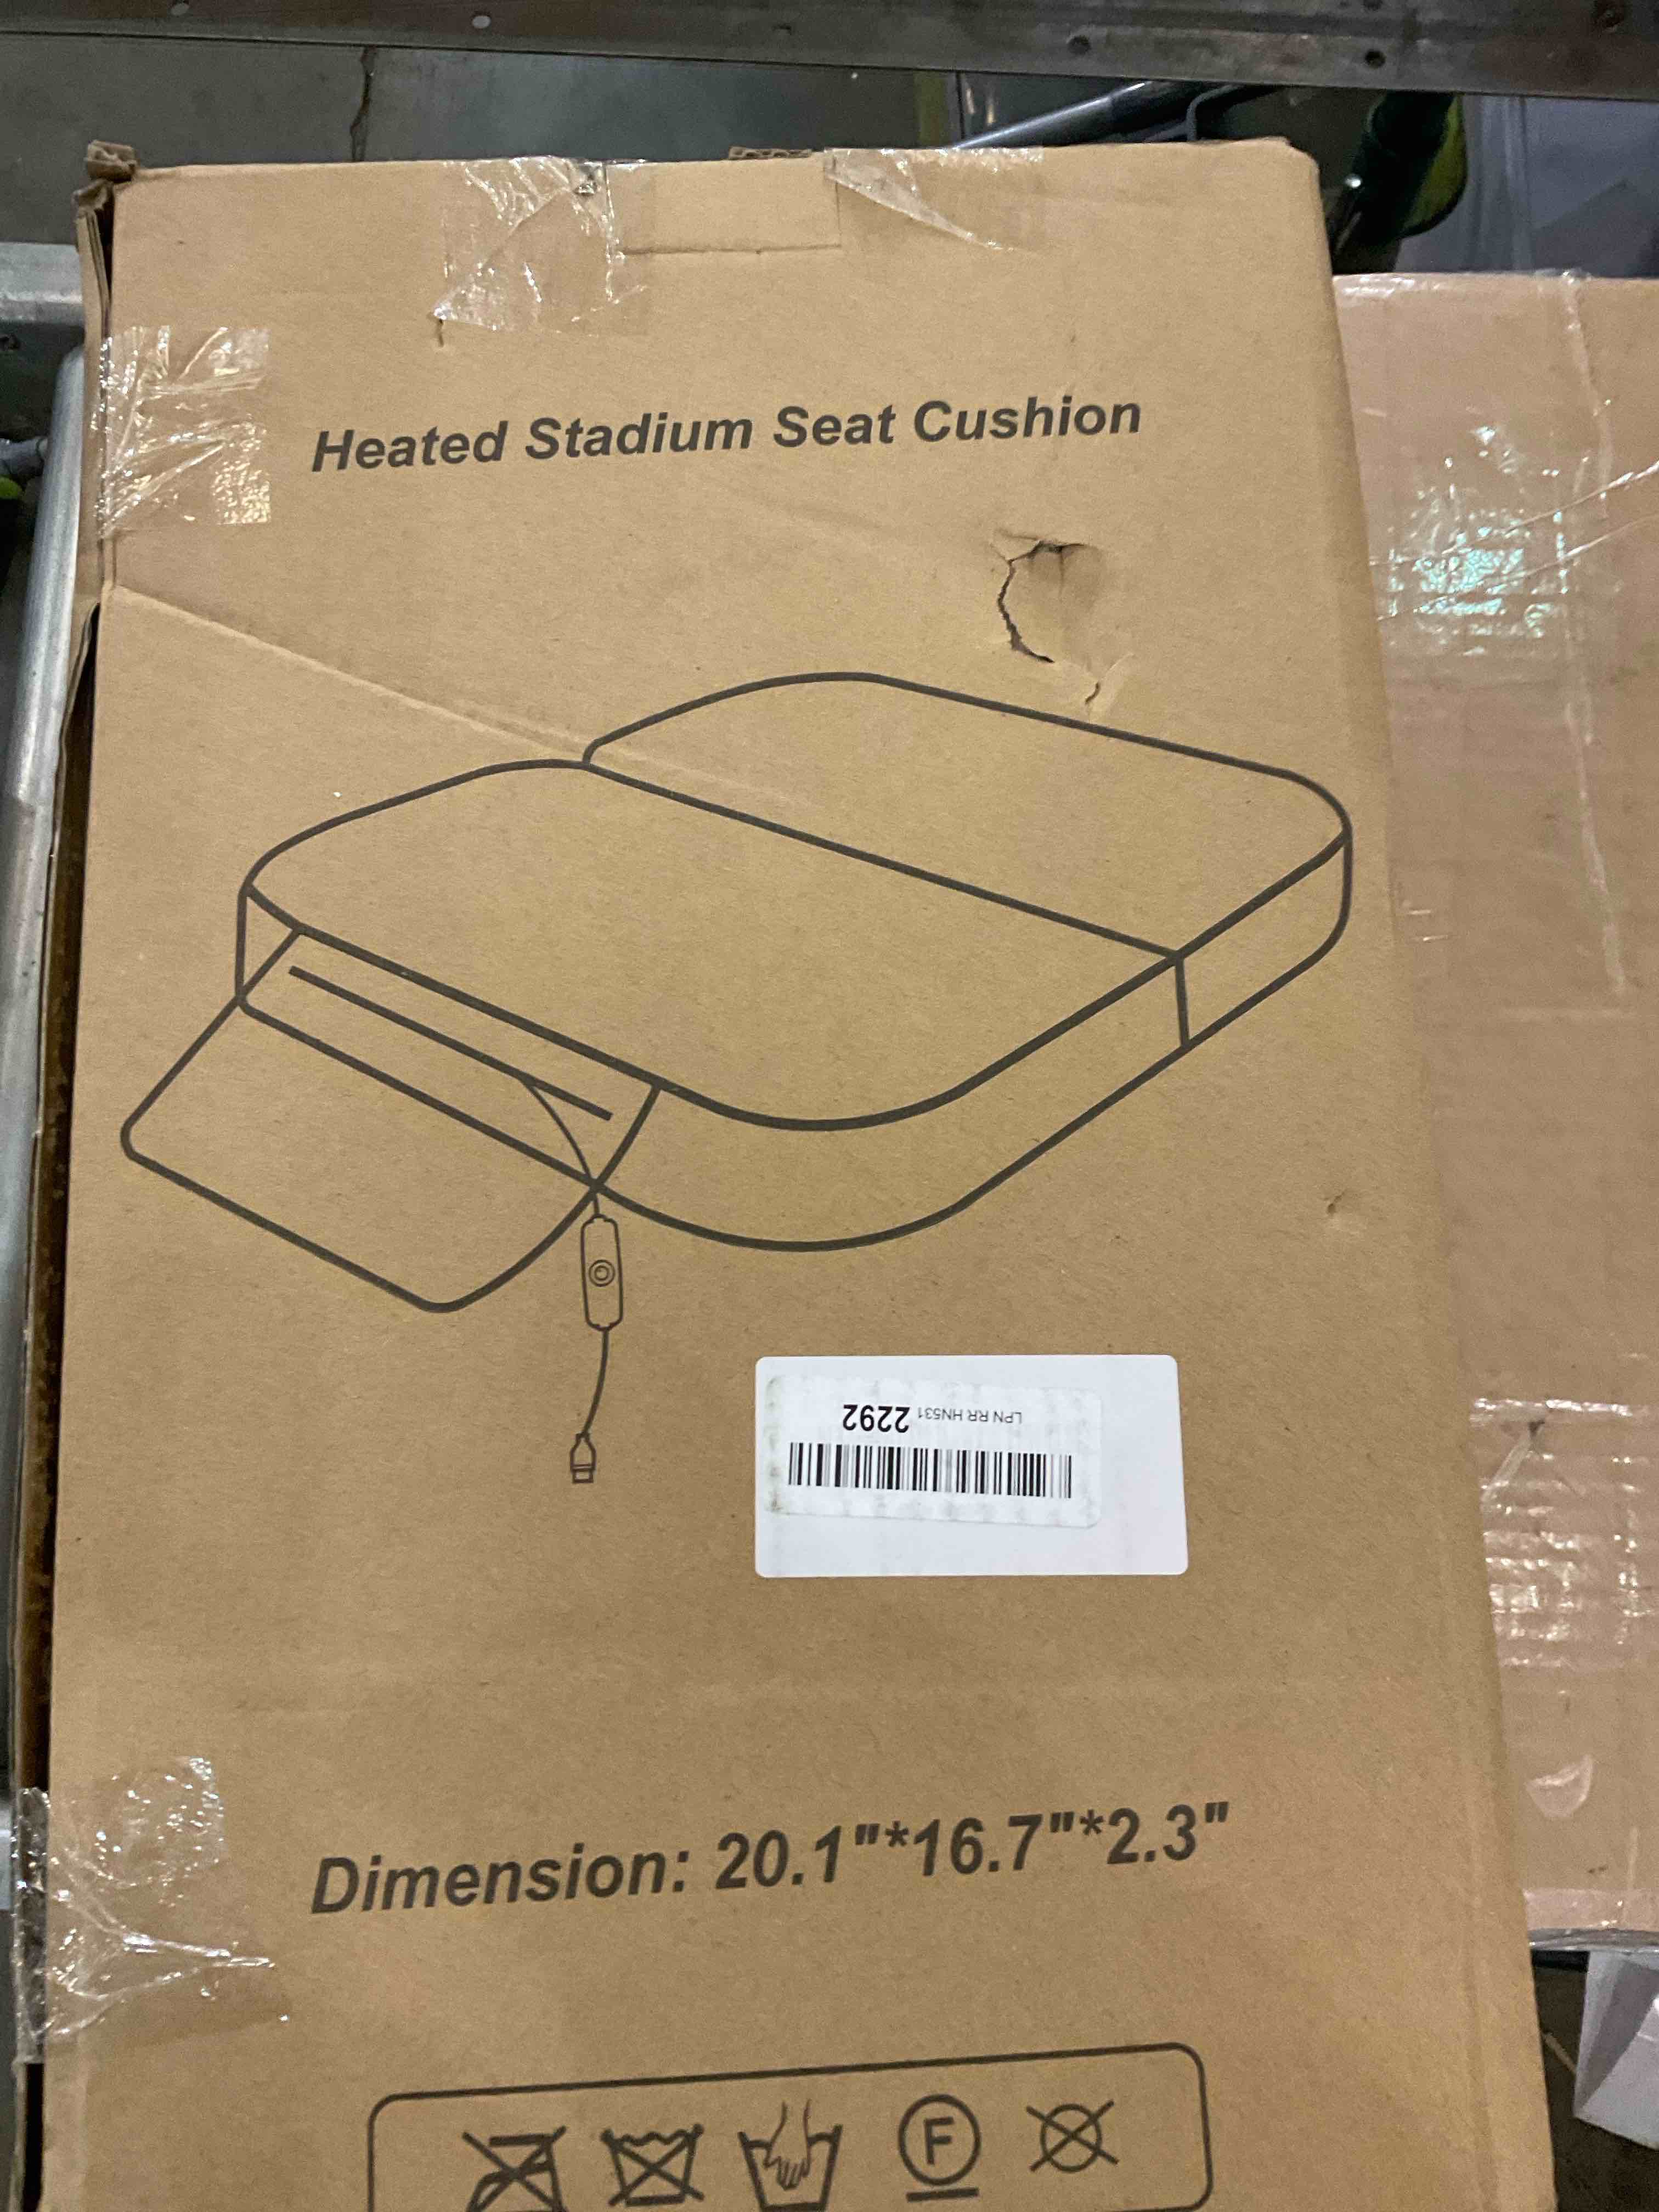 Heated Stadium Seat Cushion
LPN RR HN531 2292
Dimension: 20.1"*16.7"*2.3"
F